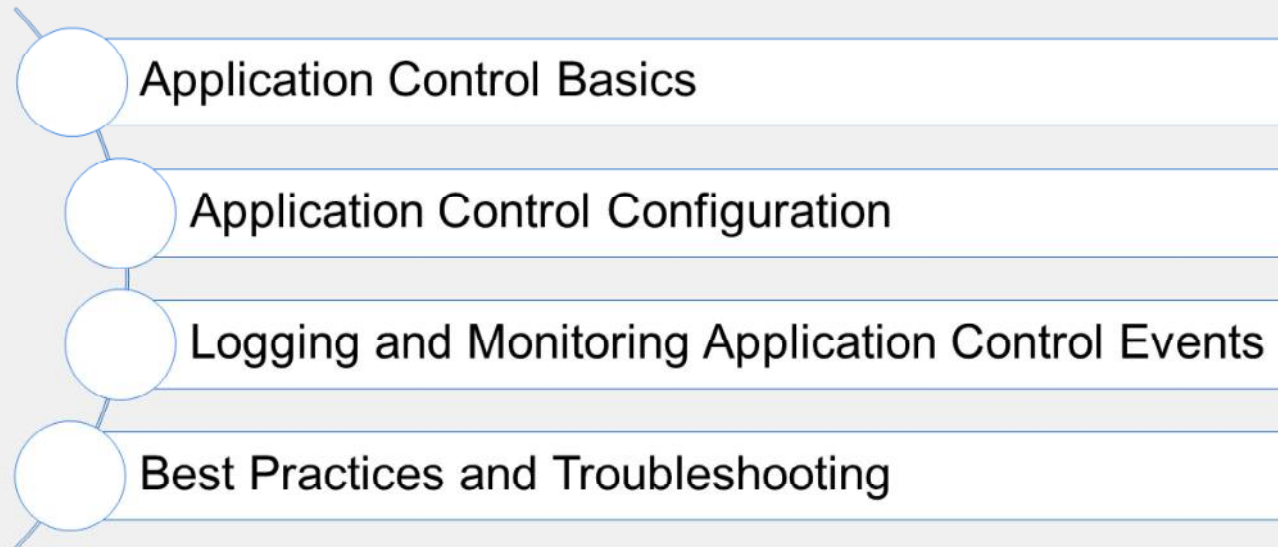 Application Control Basics
Application Control Configuration
Logging and Monitoring Application Control Events
Best Practices and Troubleshooting